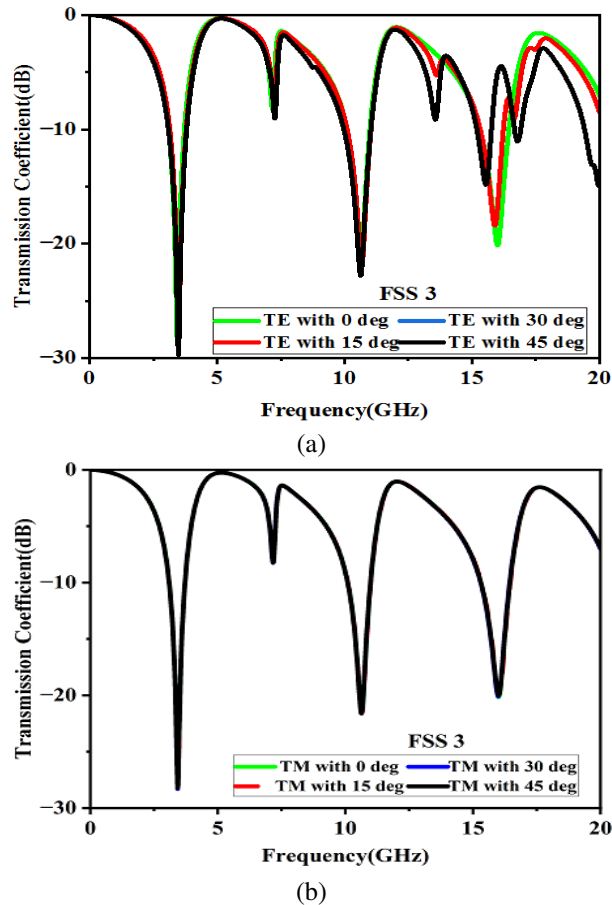 0
−10
−20
−30
Transmission Coefficient(dB)
FSS 3
TE with 0 deg TE with 30 deg
TE with 15 deg TE with 45 deg
0 5 10 15 20
Frequency(GHz)
(a)
0
−10
−20
−30
Transmission Coefficient(dB)
FSS 3
TM with 0 deg TM with 30 deg
TM with 15 deg TM with 45 deg
0 5 10 15 20
Frequency(GHz)
(b)